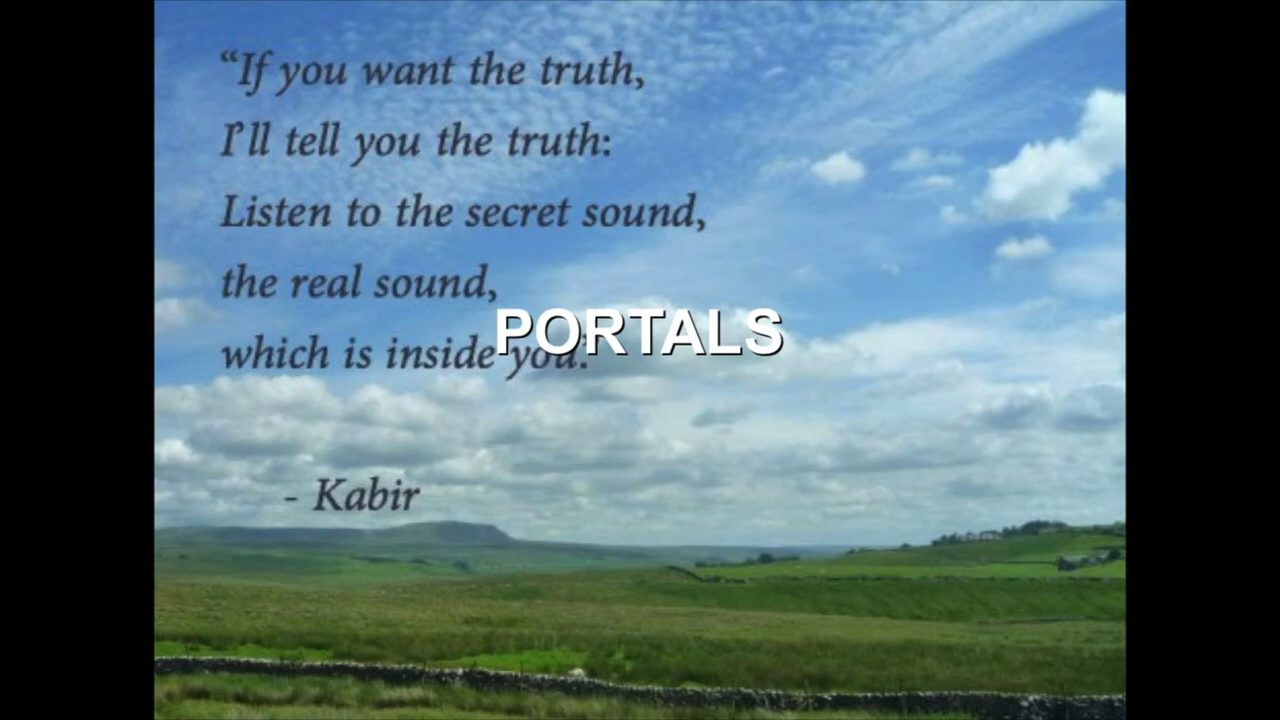 “If you want the truth,
I’ll tell you the truth:
Listen to the secret sound,
the real sound,
which is inside you.”
PORTALS
- Kabir